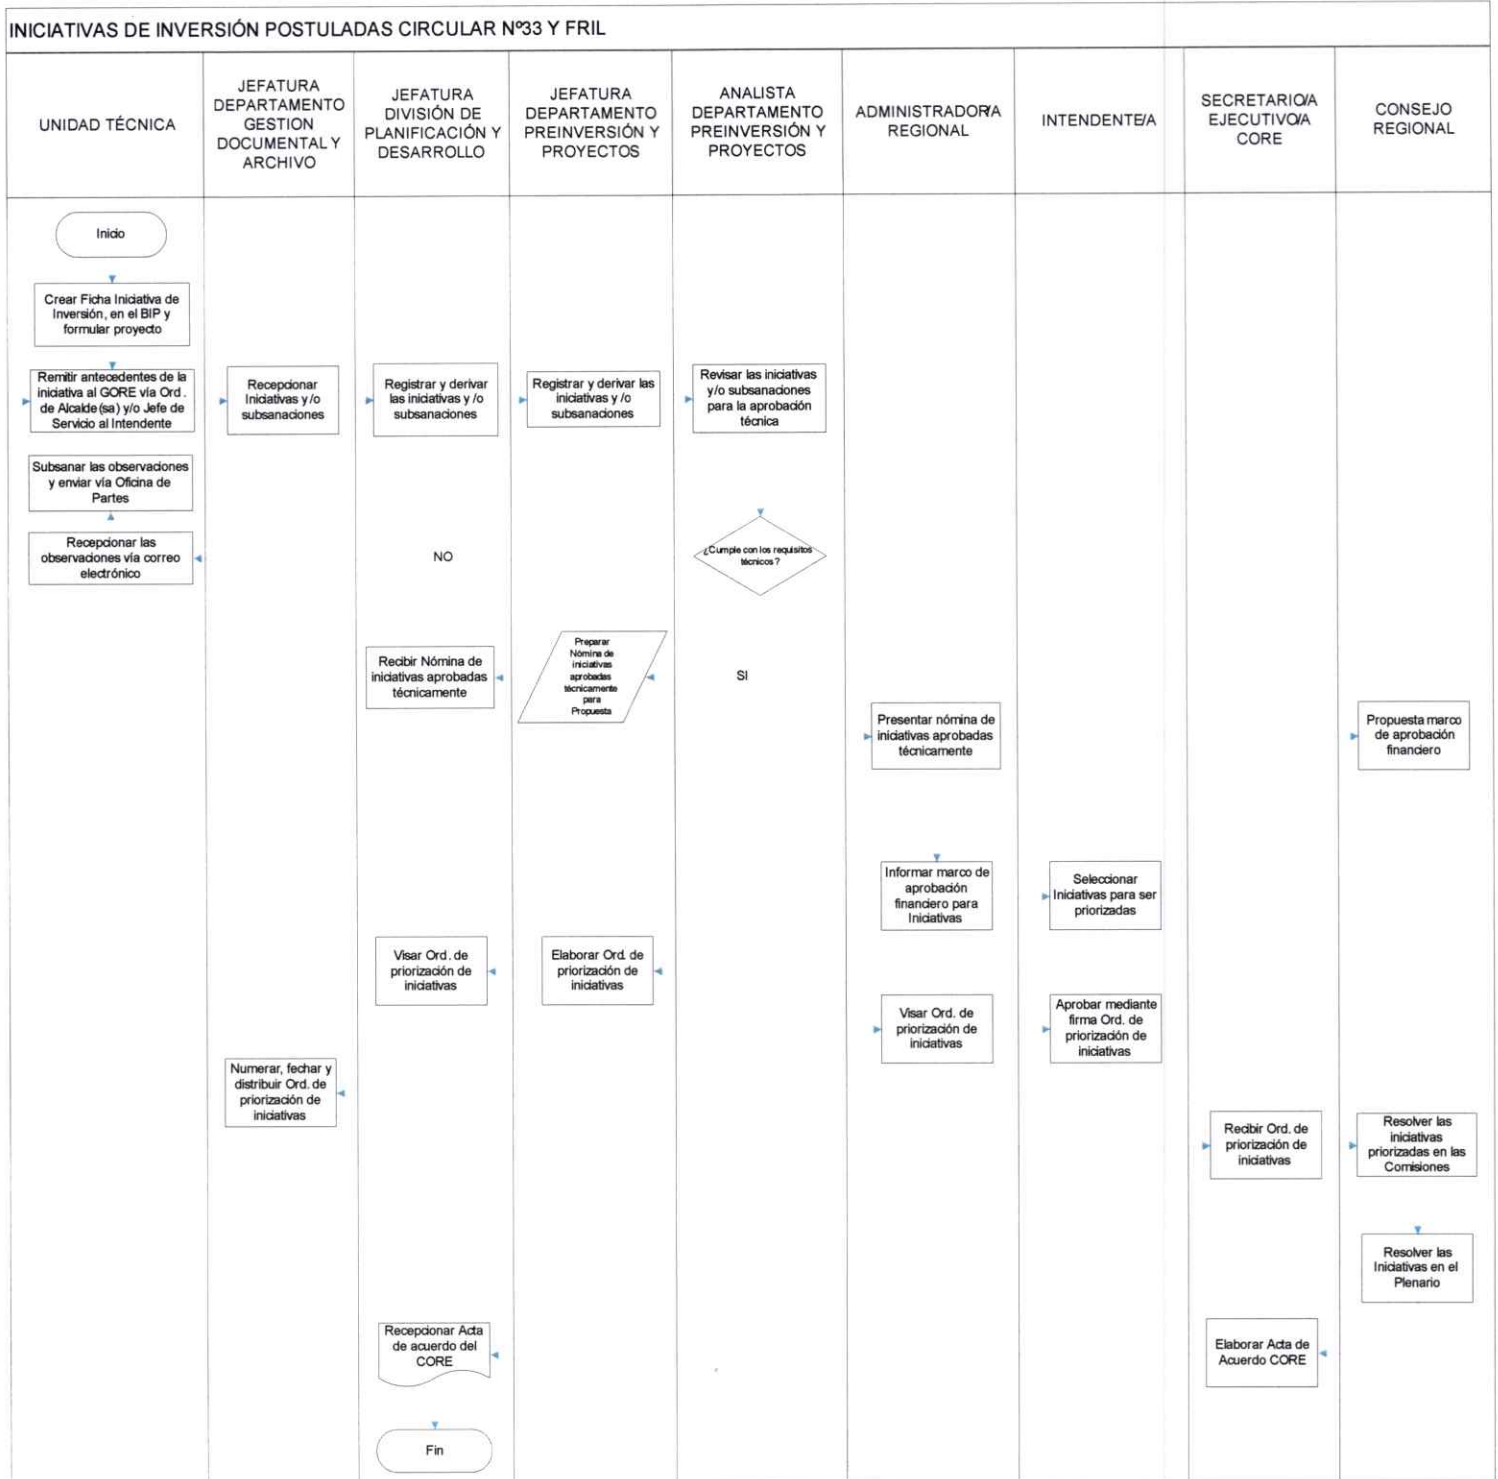 INICIATIVAS DE INVERSIÓN POSTULADAS CIRCULAR Nº33 Y FRIL
UNIDAD TÉCNICA
JEFATURA
DEPARTAMENTO
GESTION
DOCUMENTAL Y
ARCHIVO
JEFATURA
DIVISIÓN DE
PLANIFICACIÓN Y
DESARROLLO
JEFATURA
DEPARTAMENTO
PREINVERSIÓN Y
PROYECTOS
ANALISTA
DEPARTAMENTO
PREINVERSIÓN Y
PROYECTOS
ADMINISTRADOR/A
REGIONAL
INTENDENTE/A
SECRETARIO/A
EJECUTIVO/A
CORE
CONSEJO
REGIONAL
Inicio
Crear Ficha Iniciativa de
Inversión, en el BIP y
formular proyecto
Remitir antecedentes de la
iniciativa al GORE vía Ord.
de Alcalde(sa) y/o Jefe de
Servicio al Intendente
Recepcionar
Iniciativas y /o
subsanaciones
Registrar y derivar
las iniciativas y /o
subsanaciones
Registrar y derivar las
iniciativas y /o
subsanaciones
Revisar las iniciativas
y/o subsanaciones
para la aprobación
técnica
Subsanar las observaciones
y enviar vía Oficina de
Partes
Recepcionar las
observaciones vía correo
electrónico
NO
¿Cumple con los requisitos
técnicos?
Recibir Nómina de
iniciativas aprobadas
técnicamente
Preparar
Nómina de
iniciativas
aprobadas
técnicamente
para
Propuesta
SI
Presentar nómina de
iniciativas aprobadas
técnicamente
Propuesta marco
de aprobación
financiero
Informar marco de
aprobación
financiero para
Iniciativas
Seleccionar
Iniciativas para ser
priorizadas
Visar Ord. de
priorización de
iniciativas
Elaborar Ord. de
priorización de
iniciativas
Visar Ord. de
priorización de
iniciativas
Aprobar mediante
firma Ord. de
priorización de
iniciativas
Numerar, fechar y
distribuir Ord. de
priorización de
iniciativas
Recibir Ord. de
priorización de
iniciativas
Resolver las
iniciativas
priorizadas en las
Comisiones
Resolver las
Iniciativas en el
Plenario
Recepcionar Acta
de acuerdo del
CORE
Elaborar Acta de
Acuerdo CORE
Fin